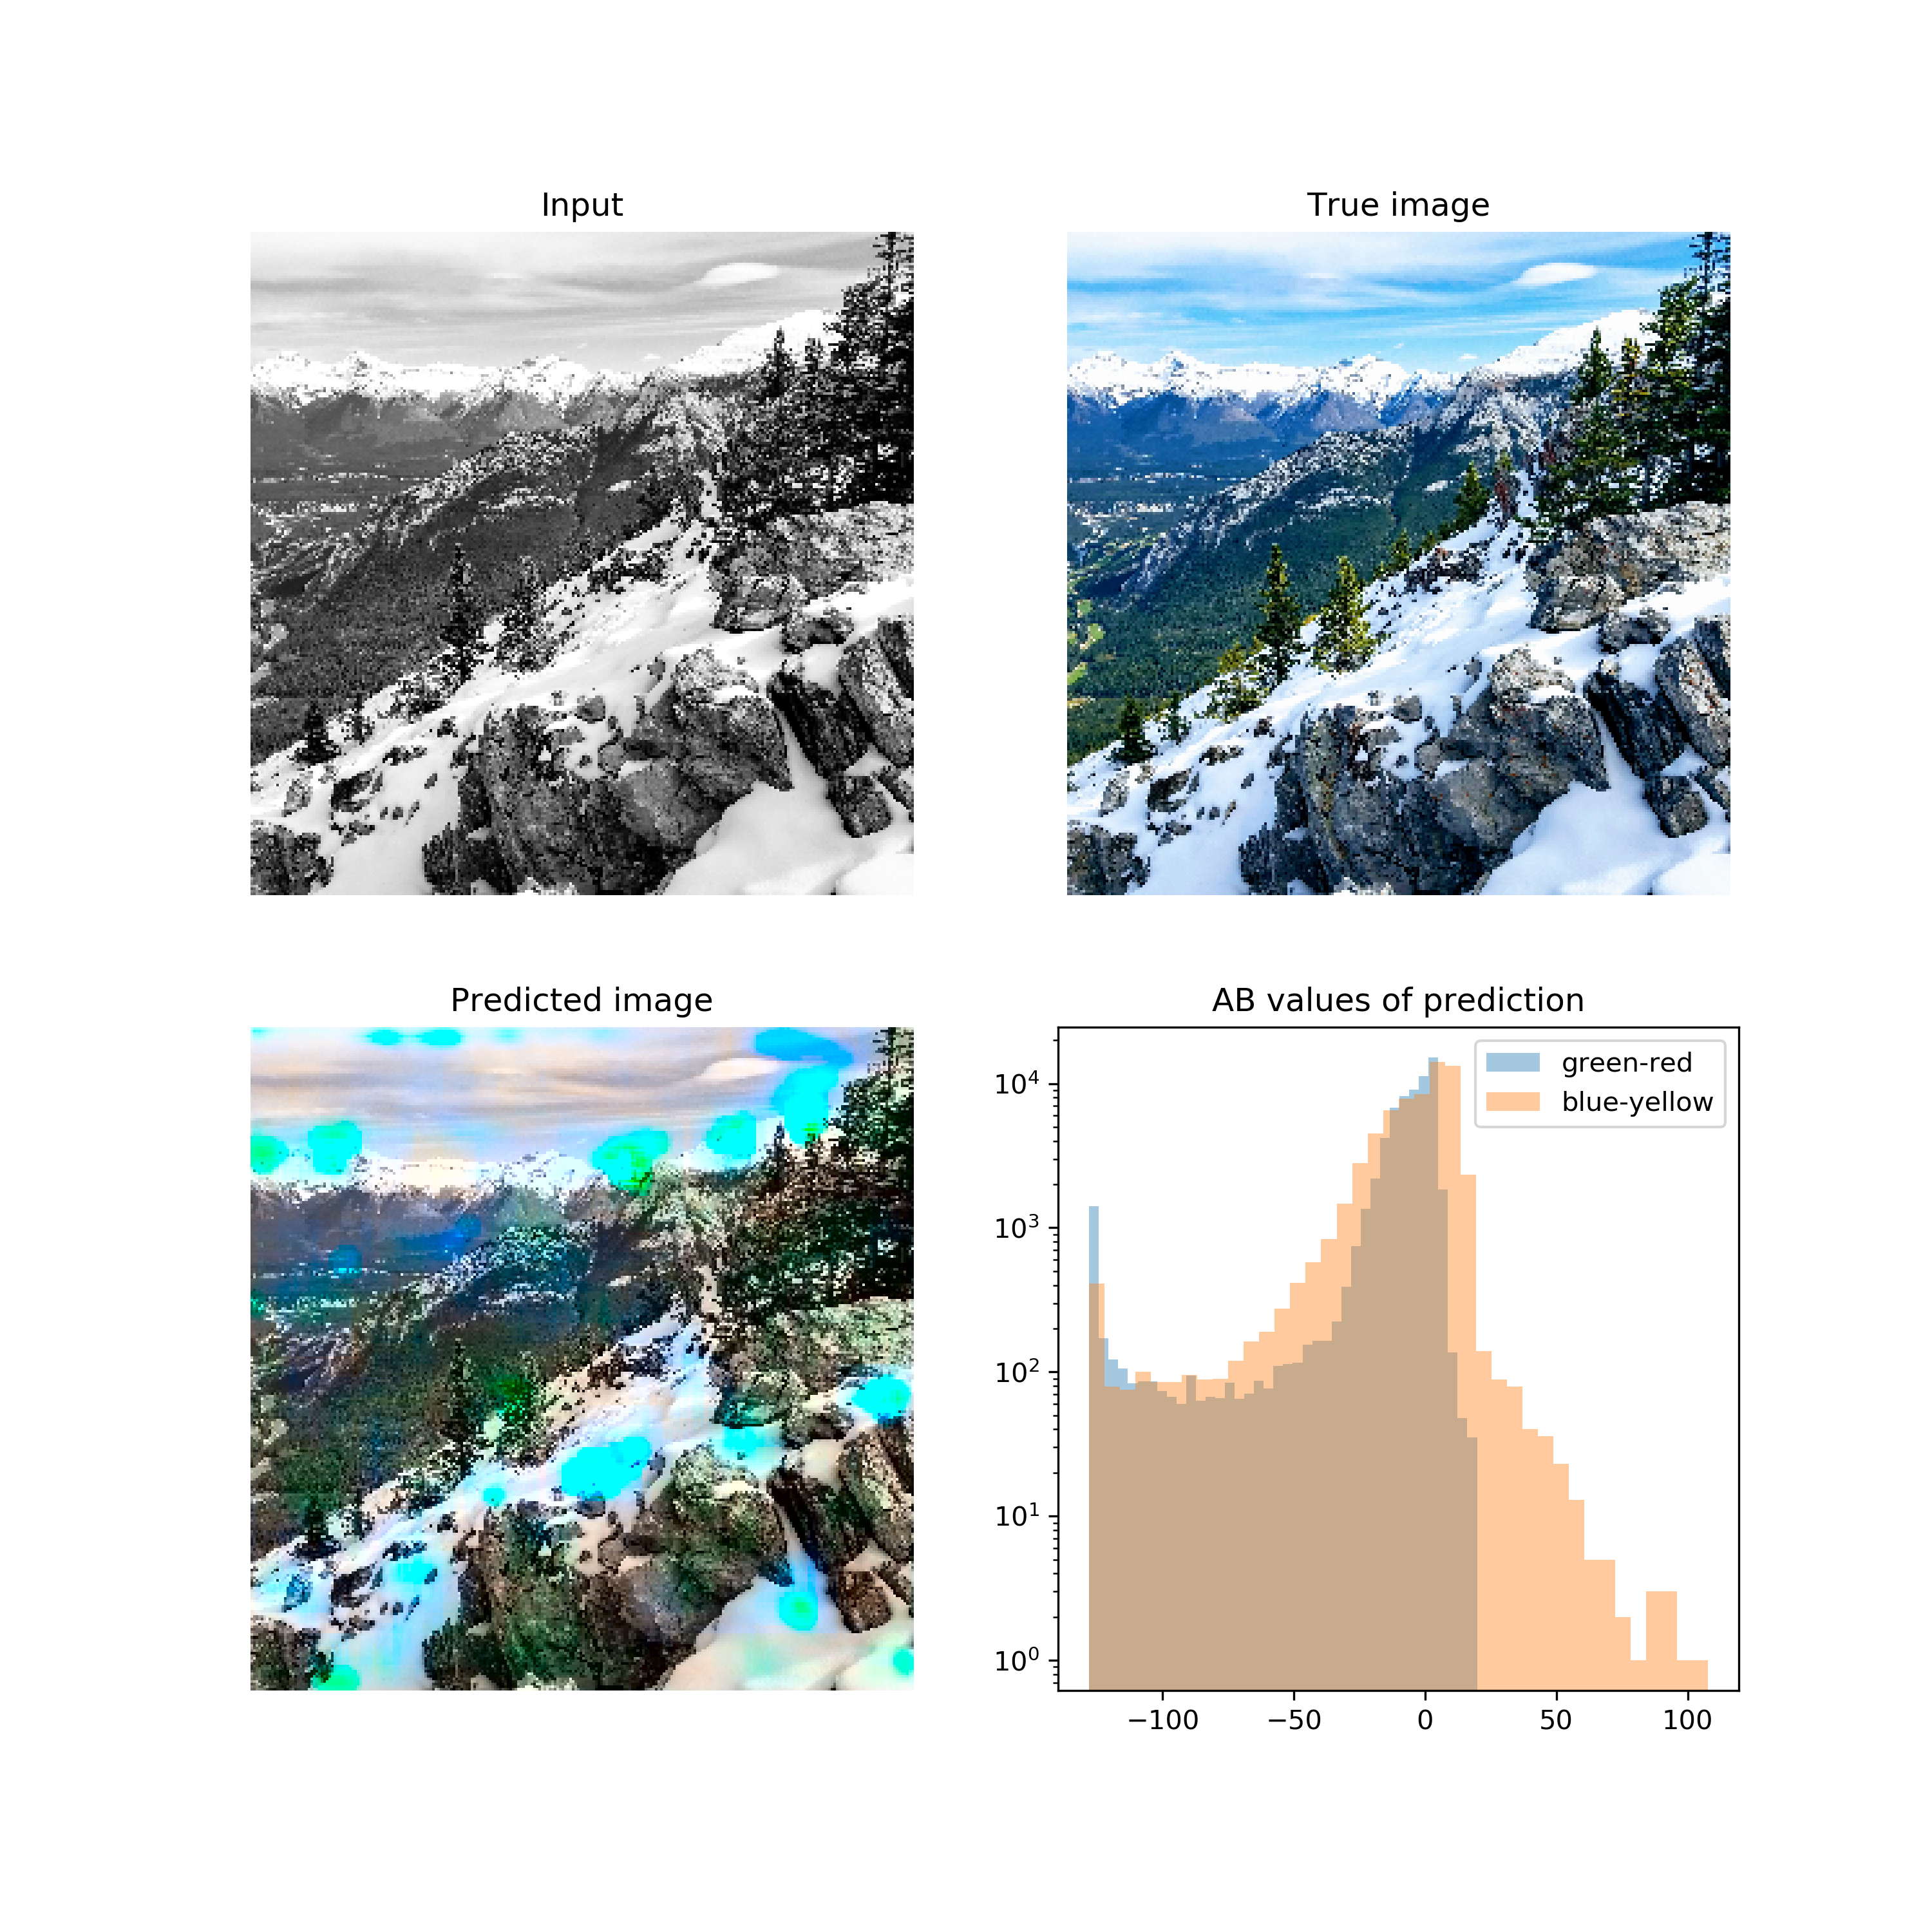 Input
True image
Predicted image
AB values of prediction
green-red
blue-yellow
10⁴
10³
10²
10¹
10⁰
−100
−50
0
50
100